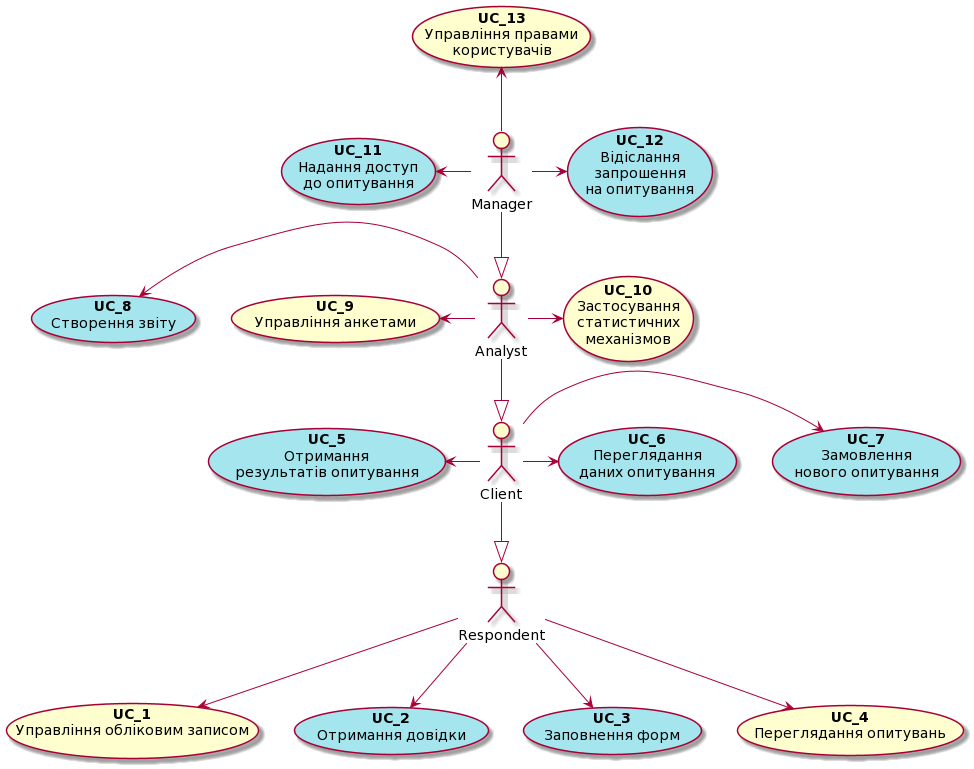 UC_13
Управління правами
користувачів
UC_11
Надання доступ
до опитування
Manager
UC_12
Відіслання
запрошення
на опитування
UC_8
Створення звіту
UC_9
Управління анкетами
Analyst
UC_10
Застосування
статистичних
механізмов
UC_5
Отримання
результатів опитування
Client
UC_6
Переглядання
даних опитування
UC_7
Замовлення
нового опитування
Respondent
UC_1
Управління обліковим записом
UC_2
Отримання довідки
UC_3
Заповнення форм
UC_4
Переглядання опитувань